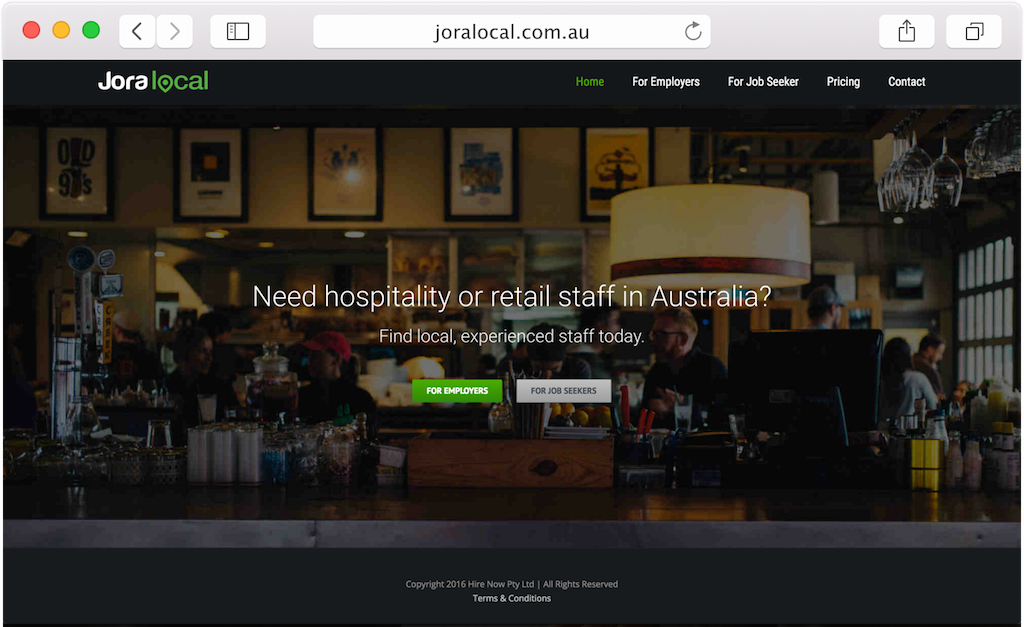 joralocal.com.au
Jora local
Home For Employers For Job Seeker Pricing Contact
OLD
9's
Need hospitality or retail staff in Australia?
Find local, experienced staff today.
FOR EMPLOYERS FOR JOB SEEKERS
Copyright 2016 Hire Now Pty Ltd | All Rights Reserved
Terms & Conditions